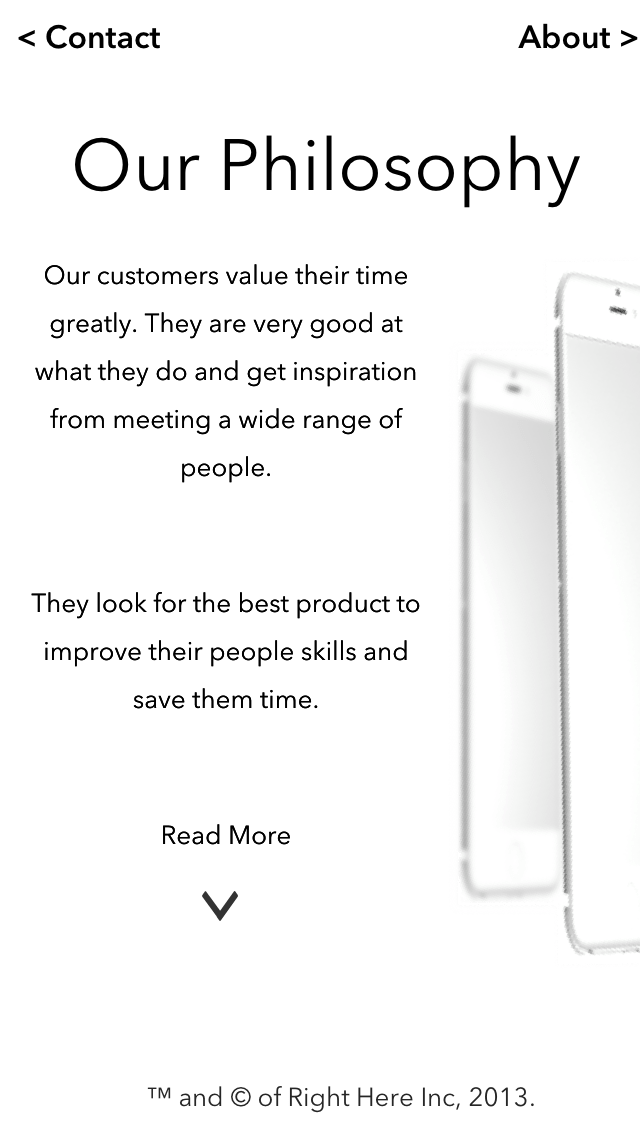 < Contact
About >
Our Philosophy
Our customers value their time
greatly. They are very good at
what they do and get inspiration
from meeting a wide range of
people.
They look for the best product to
improve their people skills and
save them time.
Read More
™ and © of Right Here Inc, 2013.